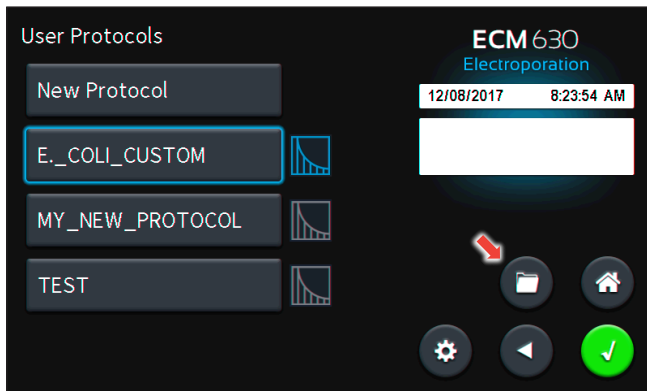 User Protocols
New Protocol
E._COLI_CUSTOM
MY_NEW_PROTOCOL
TEST
ECM 630
Electroporation
12/08/2017 8:23:54 AM